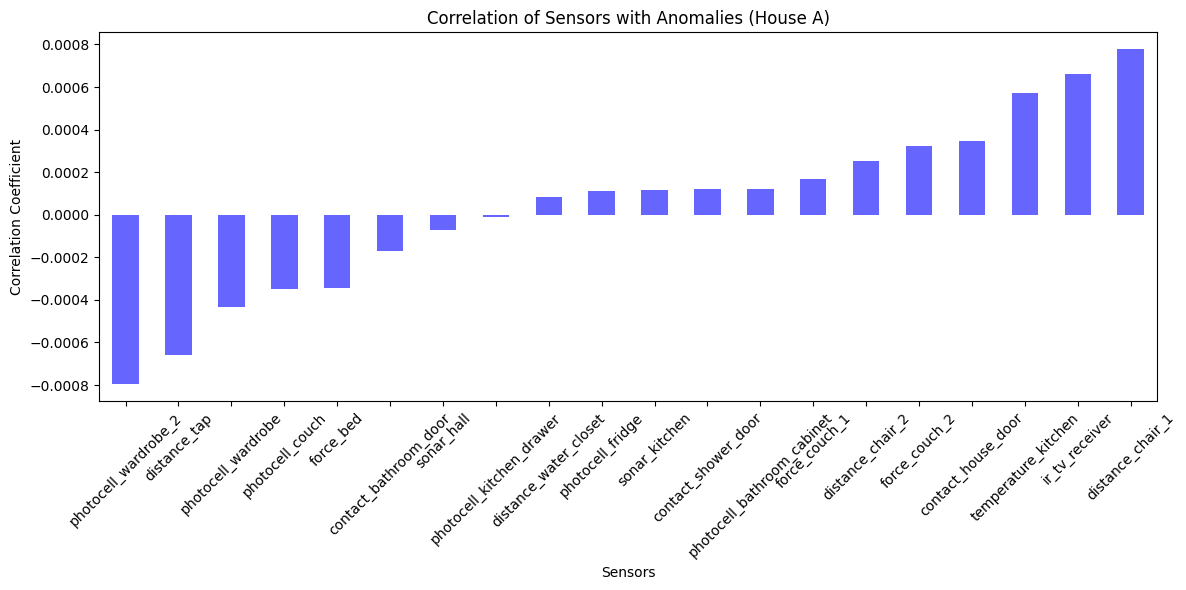 Correlation of Sensors with Anomalies (House A)
Correlation Coefficient
0.0008
0.0006
0.0004
0.0002
0.0000
−0.0002
−0.0004
−0.0006
−0.0008
photocell_wardrobe_2
distance_tap
photocell_wardrobe
photocell_couch
force_bed
contact_bathroom_door
sonar_hall
photocell_kitchen_drawer
distance_water_closet
photocell_fridge
sonar_kitchen
contact_shower_door
photocell_bathroom_cabinet
force_couch_1
distance_chair_2
force_couch_2
contact_house_door
temperature_kitchen
ir_tv_receiver
distance_chair_1
Sensors